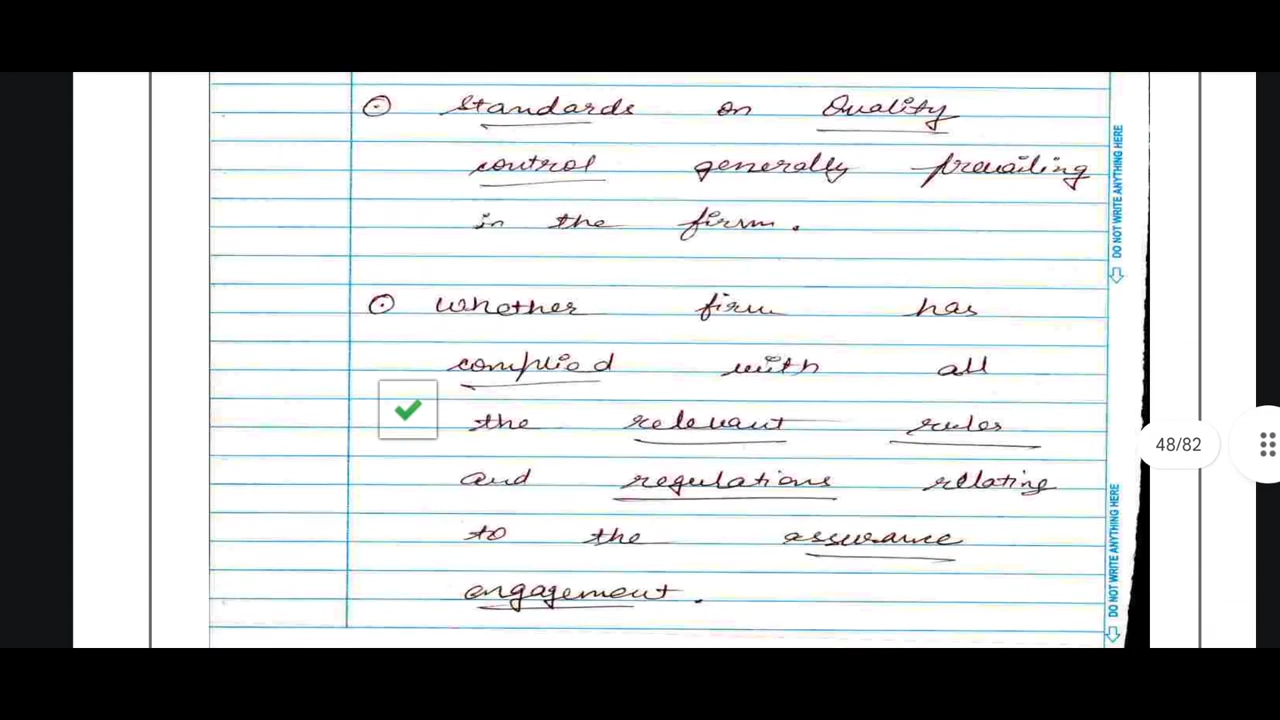 ⊙ Standards on Quality
control generally prevailing
in the firm.
⊙ Whether firm has
complied with all
the relevant rules
and regulations relating
to the assurance
engagement.
DO NOT WRITE ANYTHING HERE
DO NOT WRITE ANYTHING HERE
48/82